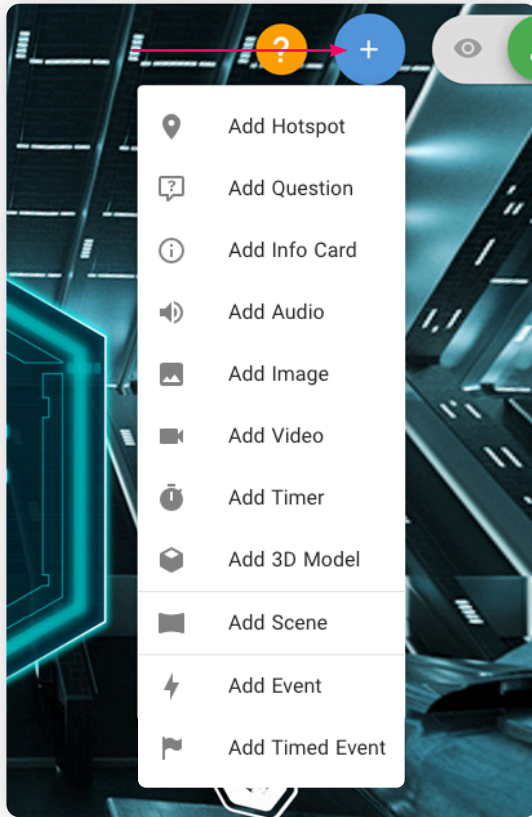 ?
+
Add Hotspot
Add Question
Add Info Card
Add Audio
Add Image
Add Video
Add Timer
Add 3D Model
Add Scene
Add Event
Add Timed Event